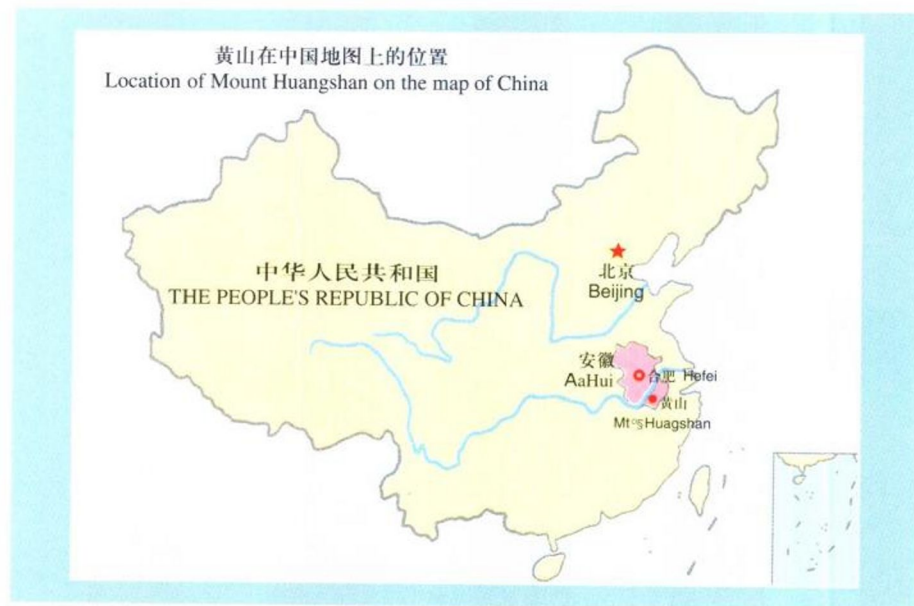 黄山在中国地图上的位置
Location of Mount Huangshan on the map of China
中华人民共和国
THE PEOPLE'S REPUBLIC OF CHINA
北京
Beijing
安徽
AaHui
合肥 Hefei
黄山
Mt°§Huagshan